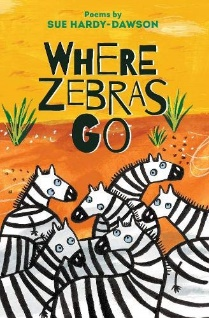 Poems by
SUE HARDY-DAWSON
WHERE
ZEBRAS
GO